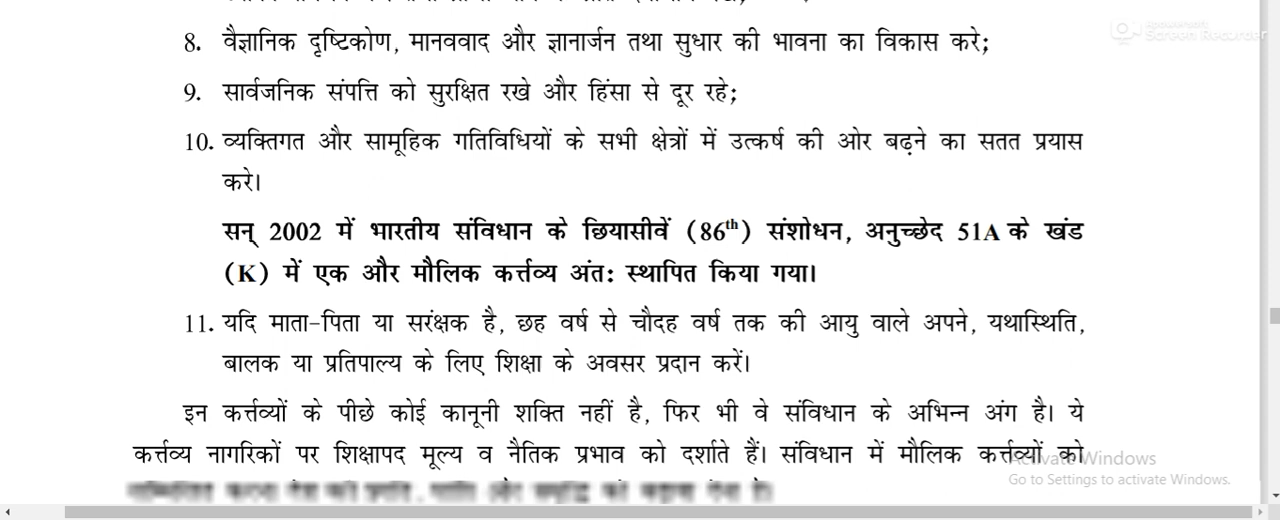 8. वैज्ञानिक दृष्टिकोण, मानववाद और ज्ञानार्जन तथा सुधार की भावना का विकास करे;
Screen Recorder
9. सार्वजनिक संपत्ति को सुरक्षित रखे और हिंसा से दूर रहे;
10. व्यक्तिगत और सामूहिक गतिविधियों के सभी क्षेत्रों में उत्कर्ष की ओर बढ़ने का सतत प्रयास
करे।
सन् 2002 में भारतीय संविधान के छियासीवें (86th) संशोधन, अनुच्छेद 51A के खंड
(K) में एक और मौलिक कर्त्तव्य अंत: स्थापित किया गया।
11. यदि माता-पिता या सरंक्षक है, छह वर्ष से चौदह वर्ष तक की आयु वाले अपने, यथास्थिति,
बालक या प्रतिपाल्य के लिए शिक्षा के अवसर प्रदान करें।
इन कर्त्तव्यों के पीछे कोई कानूनी शक्ति नहीं है, फिर भी वे संविधान के अभिन्न अंग है। ये
कर्त्तव्य नागरिकों पर शिक्षापद मूल्य व नैतिक प्रभाव को दर्शाते हैं। संविधान में मौलिक कर्त्तव्यों को
Activate Windows
Go to Settings to activate Windows.